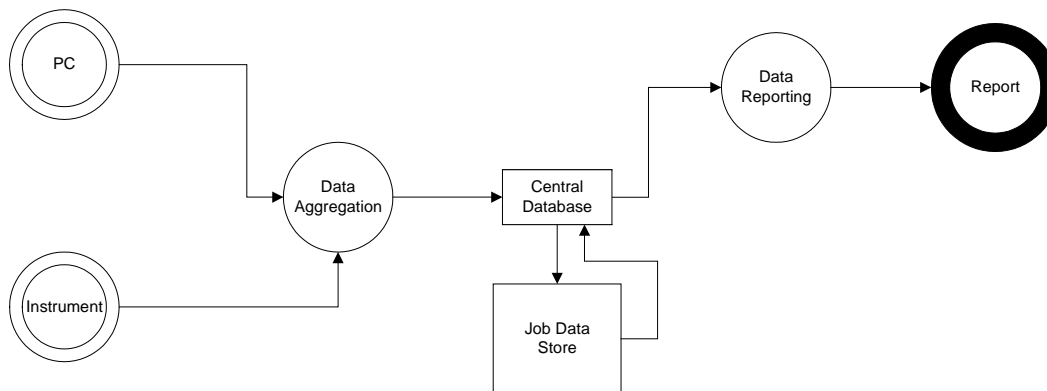 PC
Data
Reporting
Report
Data
Aggregation
Central
Database
Instrument
Job Data
Store